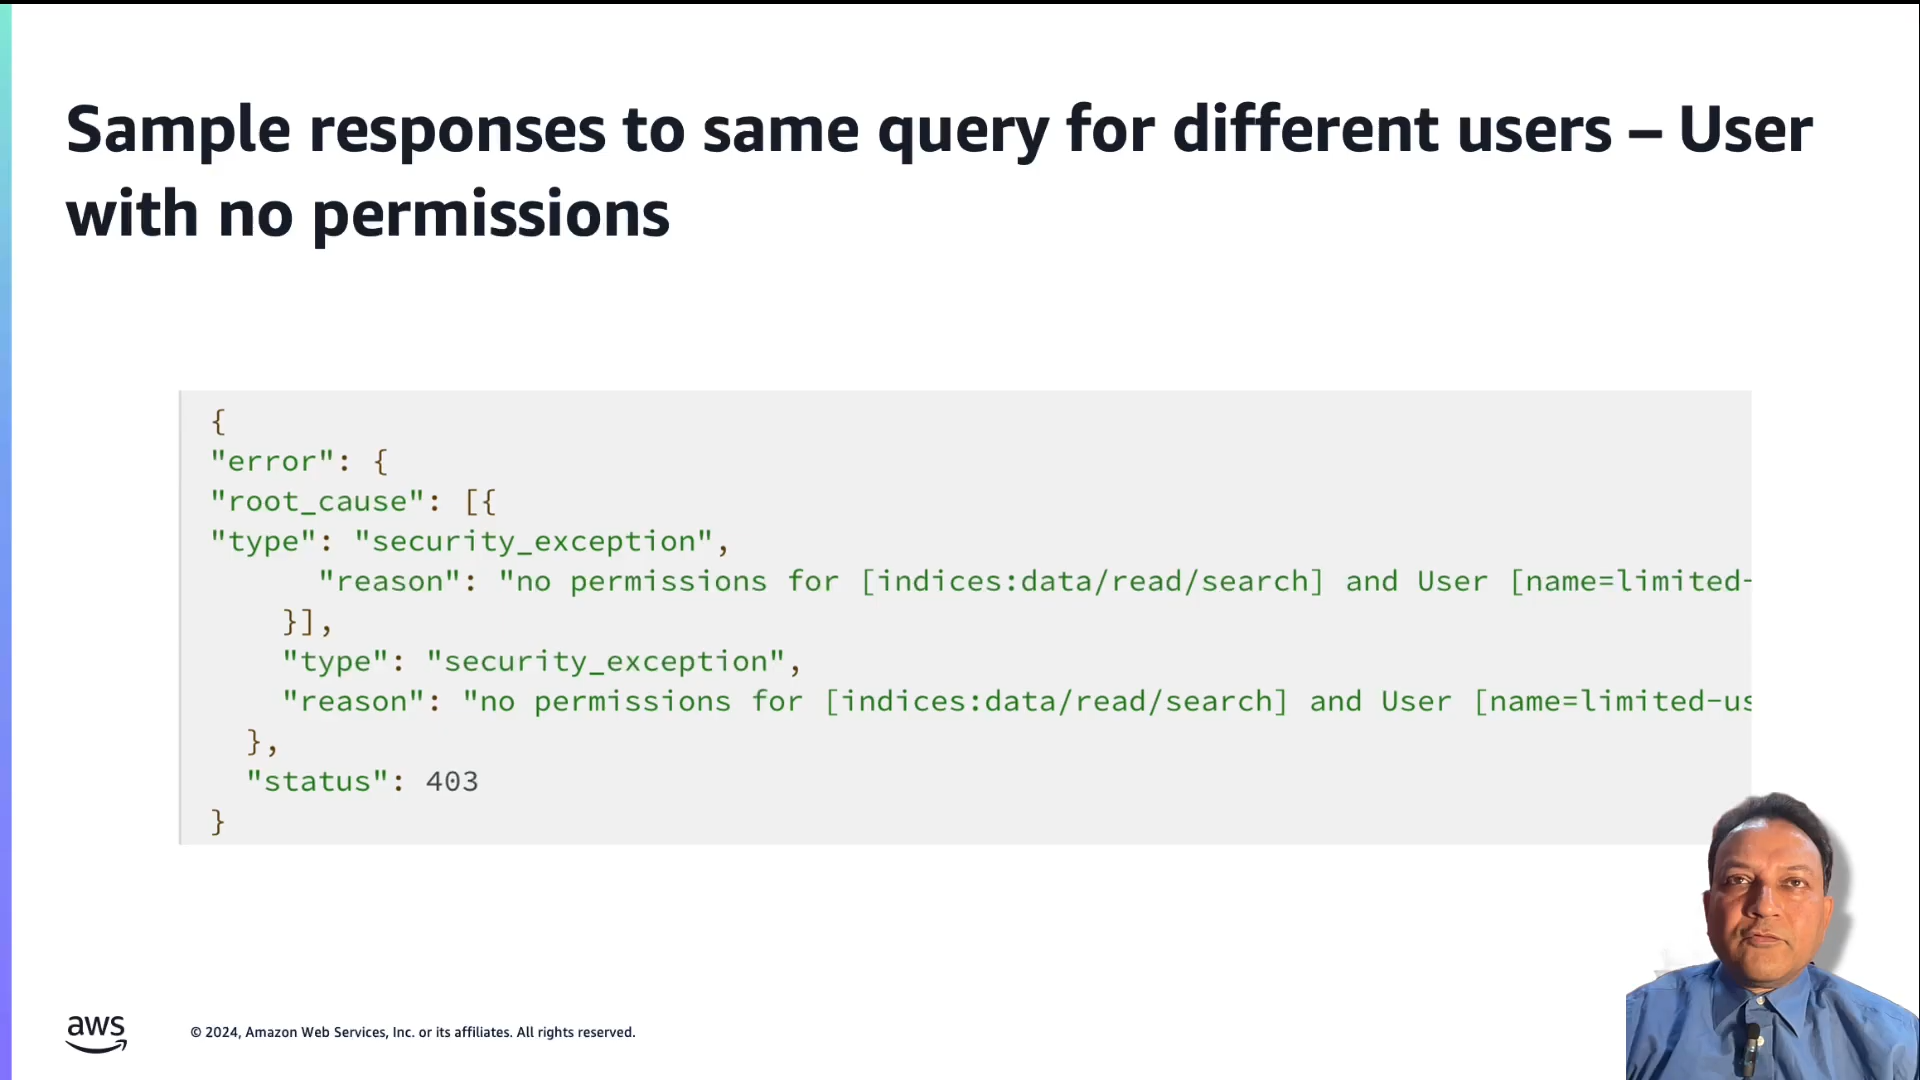 Sample responses to same query for different users – User
with no permissions
{
"error": {
"root_cause": [{
"type": "security_exception",
"reason": "no permissions for [indices:data/read/search] and User [name=limited-
}],
"type": "security_exception",
"reason": "no permissions for [indices:data/read/search] and User [name=limited-us
},
"status": 403
}
aws
© 2024, Amazon Web Services, Inc. or its affiliates. All rights reserved.